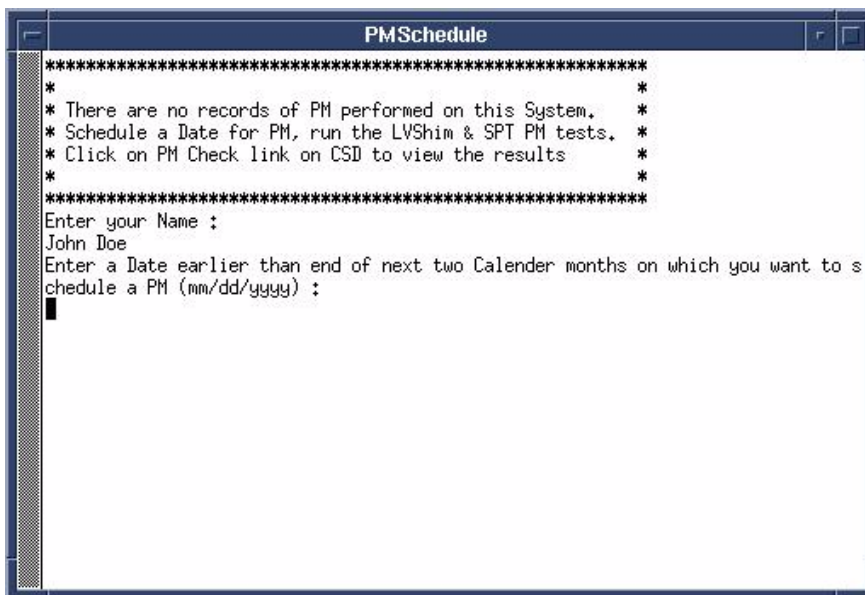 PMSchedule
***********************************************************
*                                                         *
* There are no records of PM performed on this System.    *
* Schedule a Date for PM, run the LVShim & SPT PM tests.  *
* Click on PM Check link on CSD to view the results       *
*                                                         *
***********************************************************
Enter your Name :
John Doe
Enter a Date earlier than end of next two Calender months on which you want to s
chedule a PM (mm/dd/yyyy) :